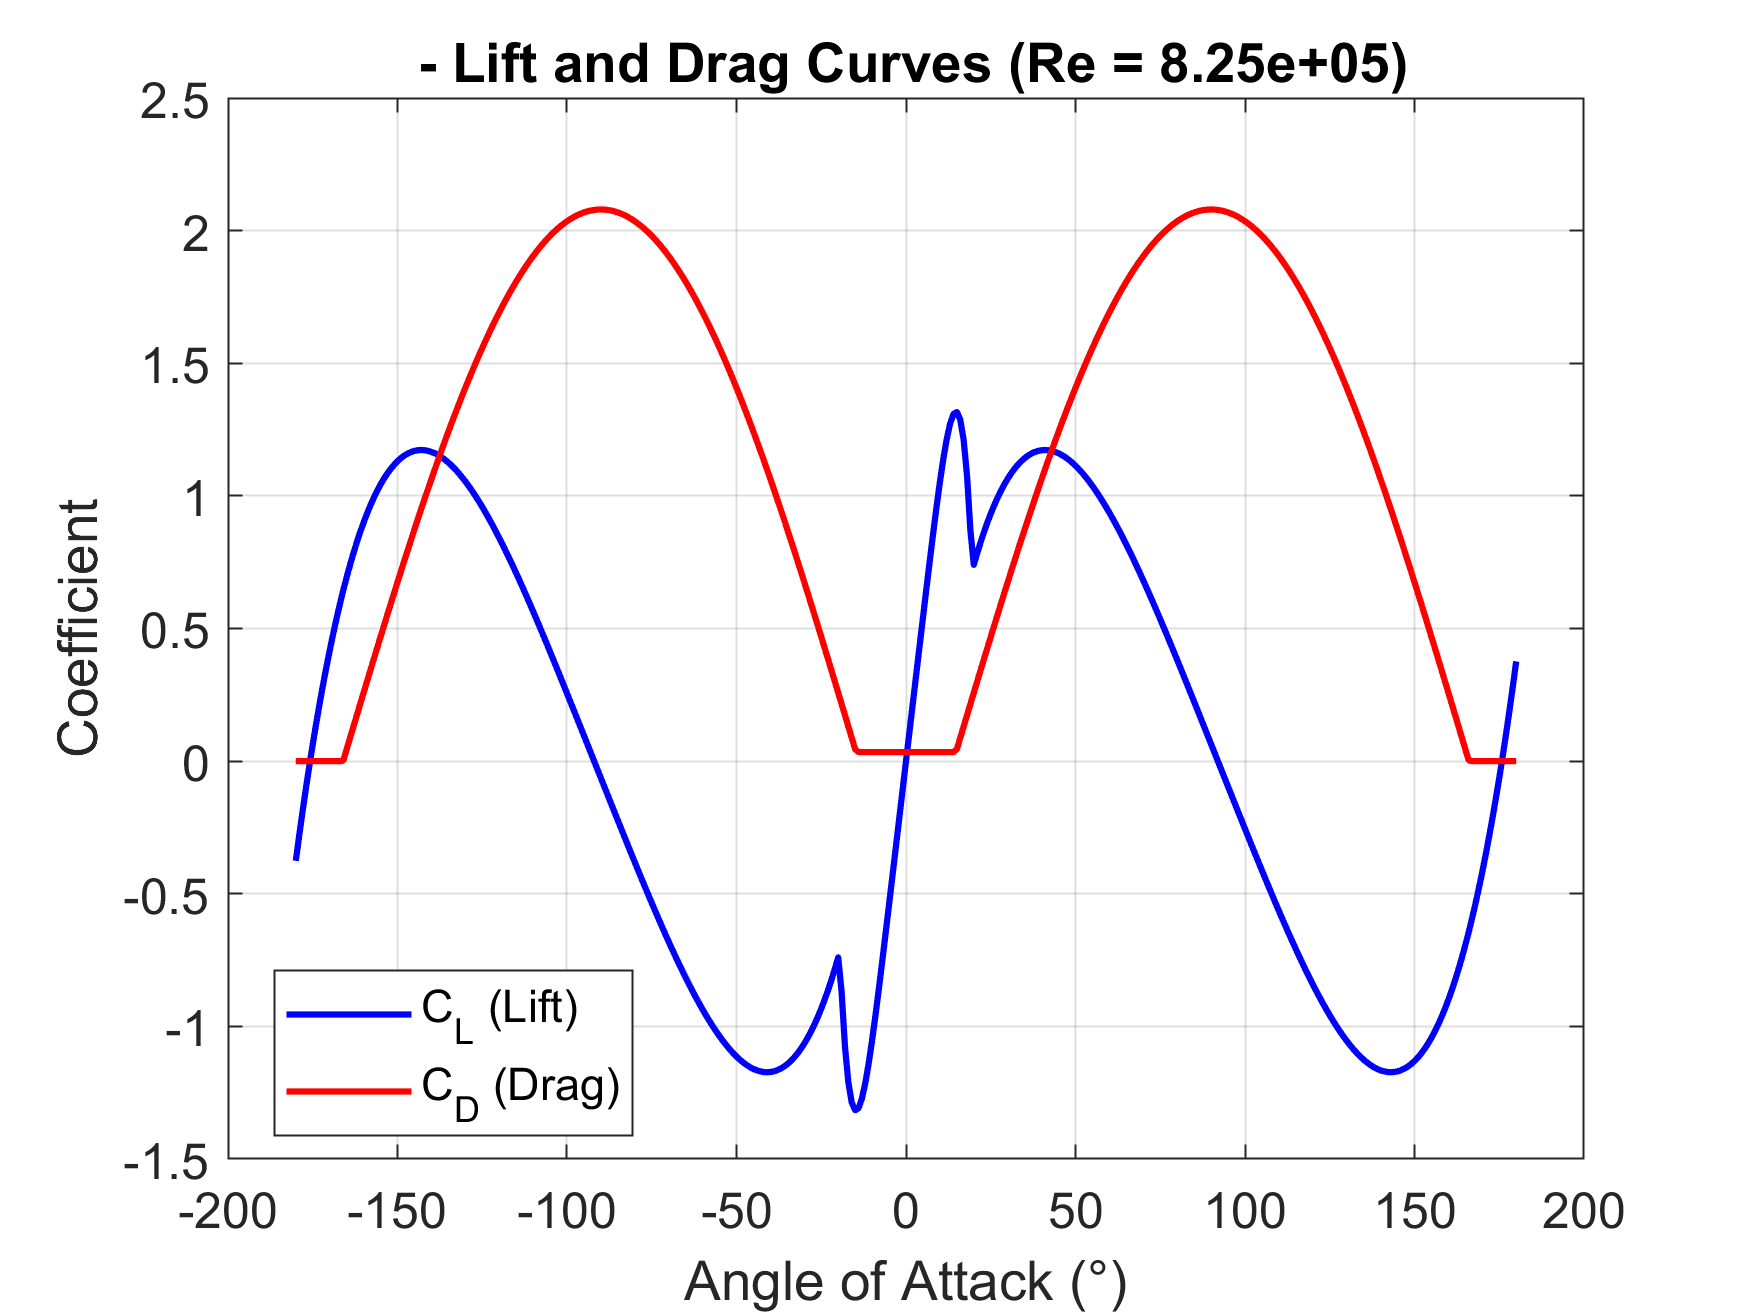 - Lift and Drag Curves (Re = 8.25e+05)
2.5
2
1.5
1
0.5
0
-0.5
-1
-1.5
Coefficient
C_L (Lift)
C_D (Drag)
-200 -150 -100 -50 0 50 100 150 200
Angle of Attack (°)